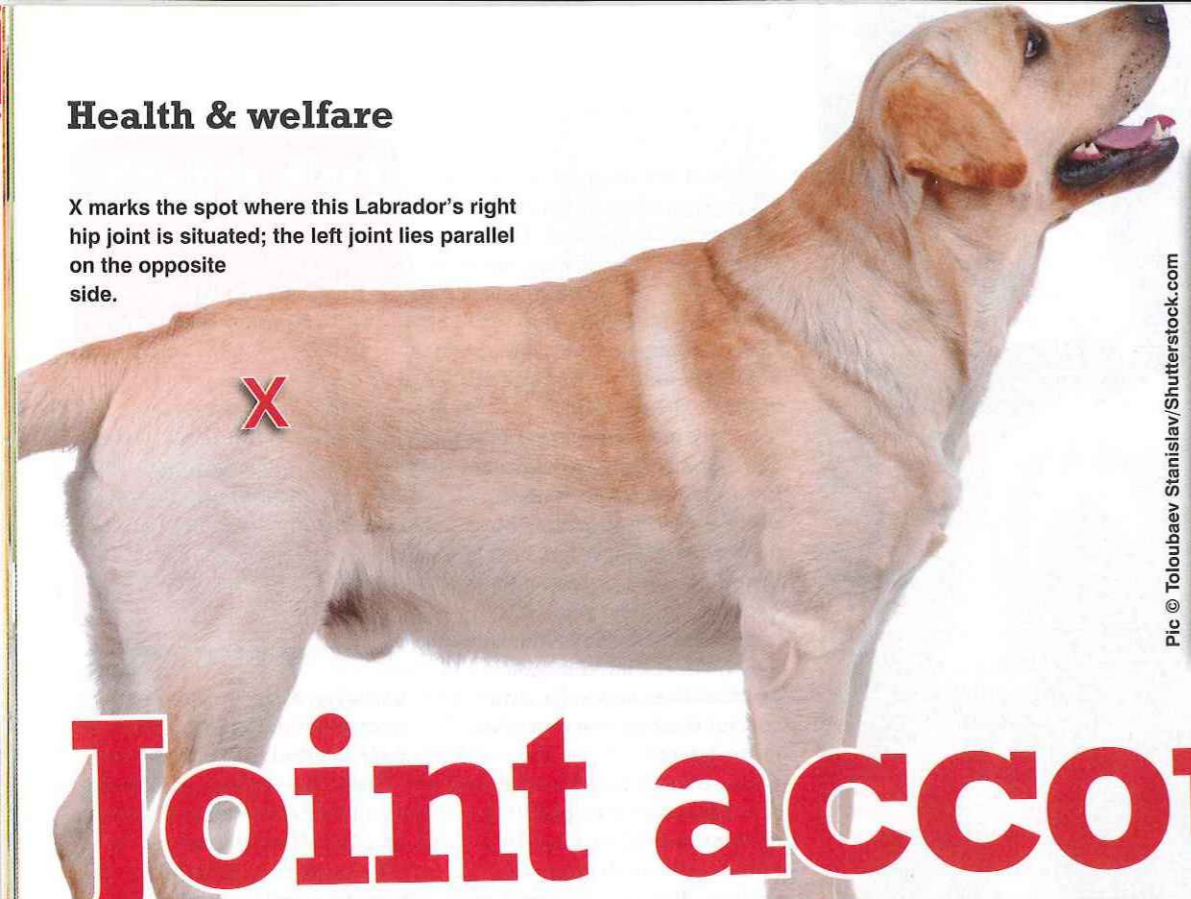 Health & welfare
X marks the spot where this Labrador's right
hip joint is situated; the left joint lies parallel
on the opposite
side.
X
Pic © Toloubaev Stanislav/Shutterstock.com
Joint acco